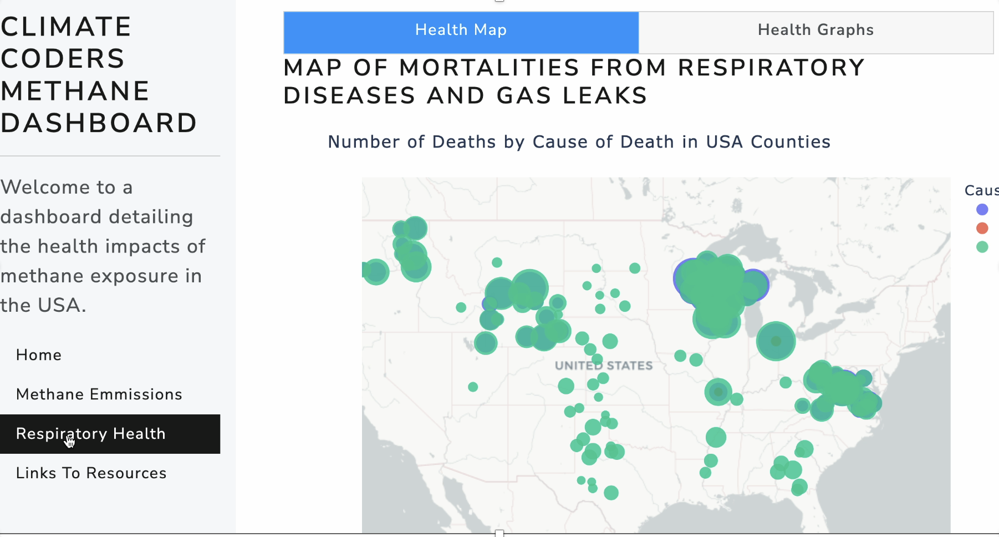 CLIMATE
CODERS
METHANE
DASHBOARD
Welcome to a
dashboard detailing
the health impacts of
methane exposure in
the USA.
Home
Methane Emmissions
Respiratory Health
Links To Resources
Health Map
Health Graphs
MAP OF MORTALITIES FROM RESPIRATORY
DISEASES AND GAS LEAKS
Number of Deaths by Cause of Death in USA Counties
Caus
UNITED STATES